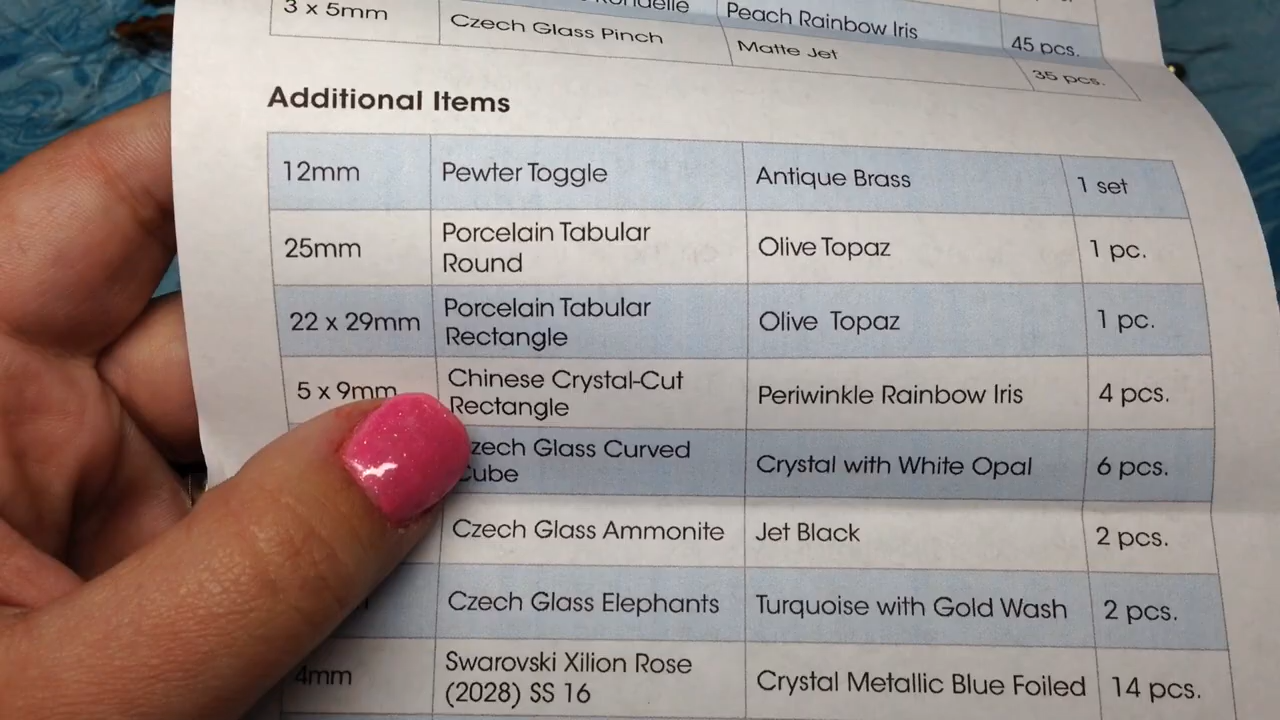 Peach Rainbow Iris
45 pcs.
3 x 5mm
Czech Glass Pinch
Matte Jet
35 pcs.
Additional Items
12mm
Pewter Toggle
Antique Brass
1 set
25mm
Porcelain Tabular
Round
Olive Topaz
1 pc.
22 x 29mm
Porcelain Tabular
Rectangle
Olive Topaz
1 pc.
5 x 9mm
Chinese Crystal-Cut
Rectangle
Periwinkle Rainbow Iris
4 pcs.
Czech Glass Curved
Cube
Crystal with White Opal
6 pcs.
Czech Glass Ammonite
Jet Black
2 pcs.
Czech Glass Elephants
Turquoise with Gold Wash
2 pcs.
4mm
Swarovski Xilion Rose
(2028) SS 16
Crystal Metallic Blue Foiled
14 pcs.